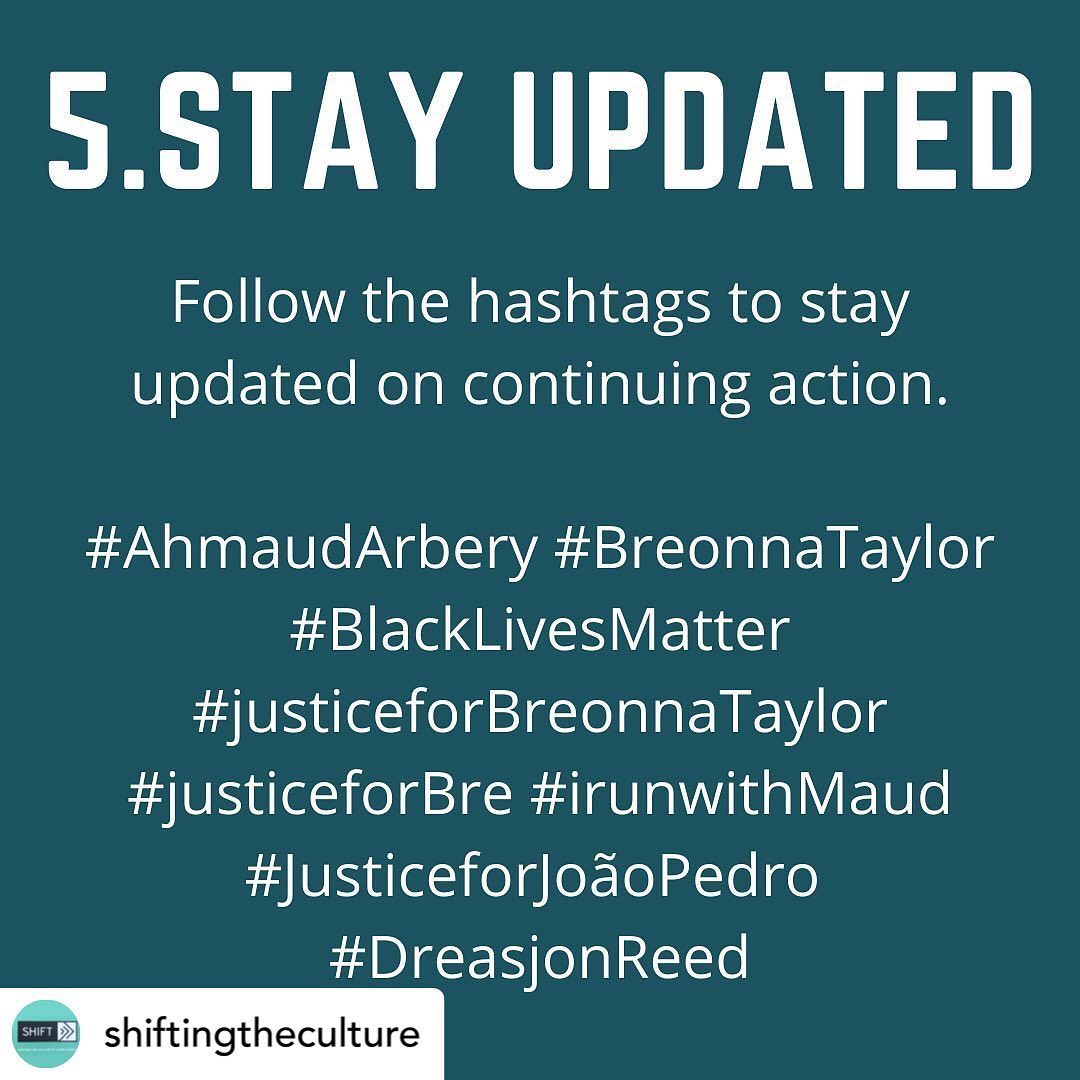 5.STAY UPDATED
Follow the hashtags to stay
updated on continuing action.
#AhmaudArbery #BreonnaTaylor
#BlackLivesMatter
#justiceforBreonnaTaylor
#justiceforBre #irunwithMaud
#JusticeforJoãoPedro
#DreasjonReed
SHIFT
shiftingtheculture